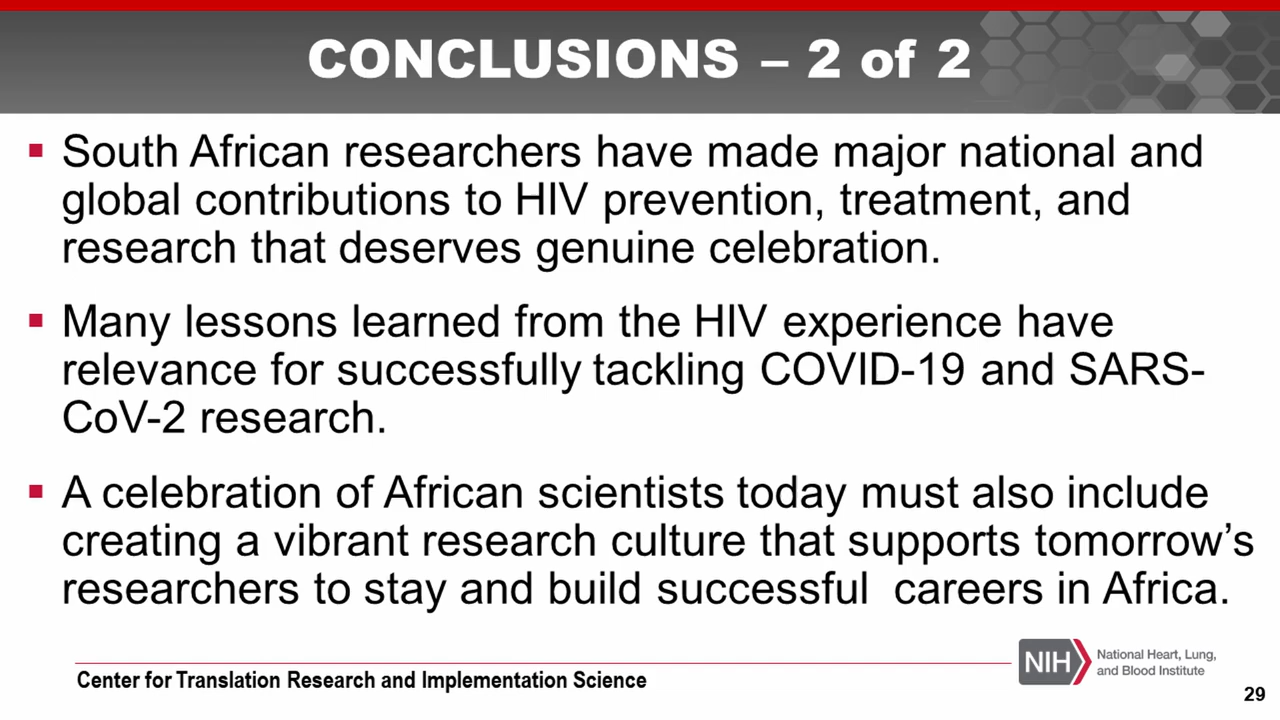 CONCLUSIONS – 2 of 2
▪ South African researchers have made major national and
global contributions to HIV prevention, treatment, and
research that deserves genuine celebration.
▪ Many lessons learned from the HIV experience have
relevance for successfully tackling COVID-19 and SARS-
CoV-2 research.
▪ A celebration of African scientists today must also include
creating a vibrant research culture that supports tomorrow’s
researchers to stay and build successful  careers in Africa.
Center for Translation Research and Implementation Science
NIH
National Heart, Lung,
and Blood Institute
29